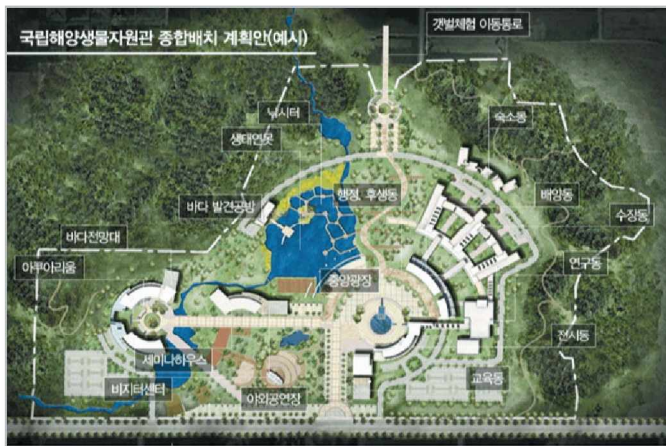 국립해양생물자원관 종합배치 계획안(예시)
갯벌체험 이동통로
낚시터
숙소동
생태연못
행정. 후생동
배양동
바다 발견공방
수장동
바다전망대
아쿠아리움
연구동
중앙광장
전시동
세미나하우스
비지터센터
야외공연장
교육동